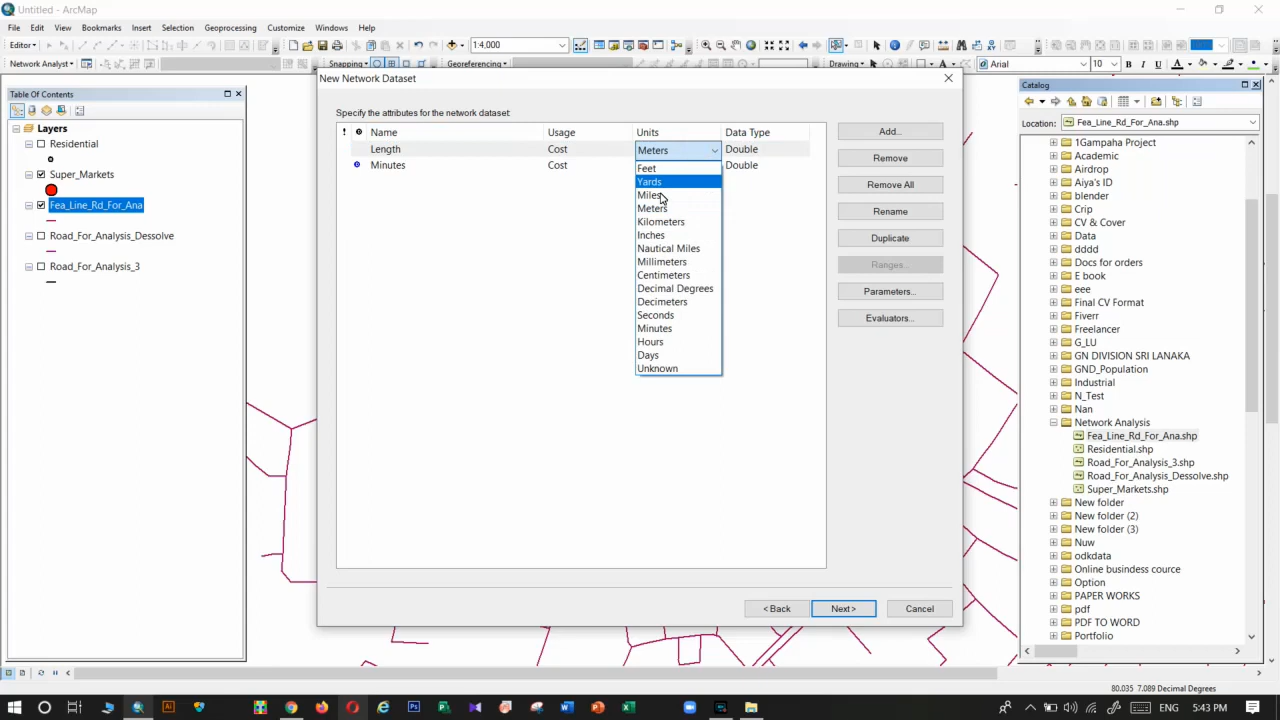 Untitled - ArcMap
File Edit View Bookmarks Insert Selection Geoprocessing Customize Windows Help
Editor 1:4,000
Network Analyst Snapping Georeferencing Drawing Arial 10 B I U A
Table Of Contents
Layers
Residential
Super_Markets
Fea_Line_Rd_For_Ana
Road_For_Analysis_Dessolve
Road_For_Analysis_3
New Network Dataset
Specify the attributes for the network dataset:
! Name Usage Units Data Type
Length Cost Meters Double
Minutes Cost Double
Feet
Yards
Miles
Meters
Kilometers
Inches
Nautical Miles
Millimeters
Centimeters
Decimal Degrees
Decimeters
Seconds
Minutes
Hours
Days
Unknown
Add...
Remove
Remove All
Rename
Duplicate
Ranges...
Parameters...
Evaluators...
< Back
Next >
Cancel
Catalog
Location: Fea_Line_Rd_For_Ana.shp
1Gampaha Project
Academic
Airdrop
Aiya's ID
blender
Crip
CV & Cover
Data
dddd
Docs for orders
E book
eee
Final CV Format
Fiverr
Freelancer
G_LU
GN DIVISION SRI LANAKA
GND_Population
Industrial
N_Test
Nan
Network Analysis
Fea_Line_Rd_For_Ana.shp
Residential.shp
Road_For_Analysis_3.shp
Road_For_Analysis_Dessolve.shp
Super_Markets.shp
New folder
New folder (2)
New folder (3)
Nuw
odkdata
Online busindess cource
Option
PAPER WORKS
pdf
PDF TO WORD
Portfolio
80.035 7.089 Decimal Degrees
ENG 5:43 PM